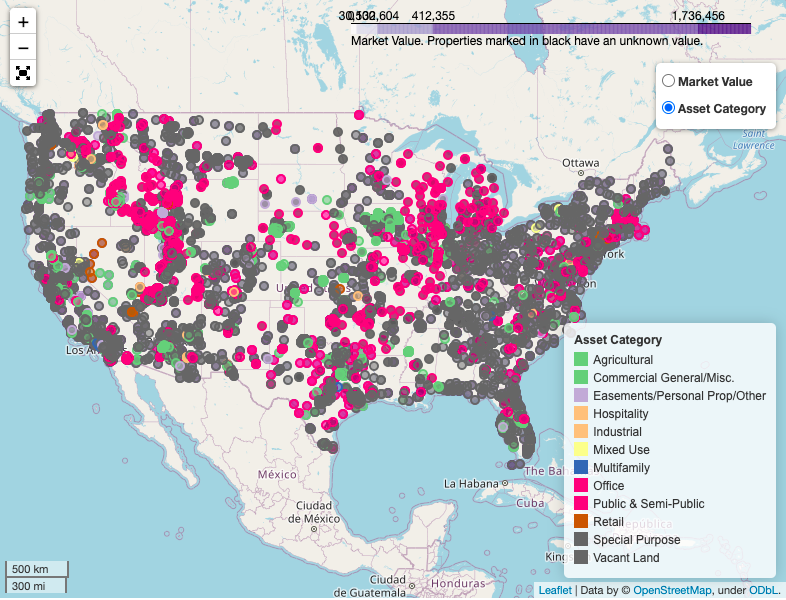 +
−
30,132,604 412,355 1,736,456
Market Value. Properties marked in black have an unknown value.
Market Value
Asset Category
Saint
Lawrence
Ottawa
York
Los A
México
Ciudad
de México
La Habana
Cuba
The Bah
Kings
Honduras
Ciudad
de Guatemala
Asset Category
Agricultural
Commercial General/Misc.
Easements/Personal Prop/Other
Hospitality
Industrial
Mixed Use
Multifamily
Office
Public & Semi-Public
Retail
Special Purpose
Vacant Land
500 km
300 mi
Leaflet | Data by © OpenStreetMap, under ODbL.